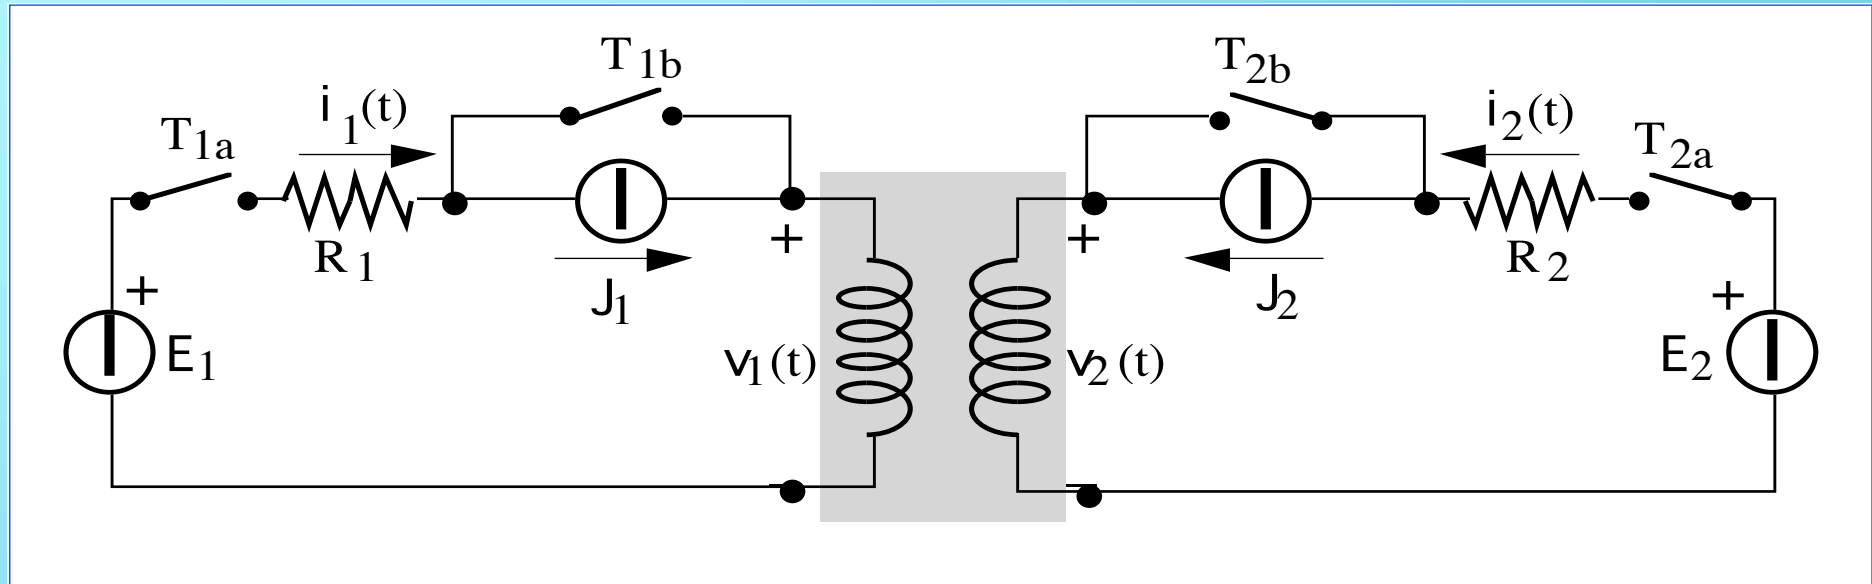 T1b
T2b
i1(t)
i2(t)
T1a
T2a
+
+
R1
R2
J1
J2
+
+
E1
v1(t)
v2(t)
E2